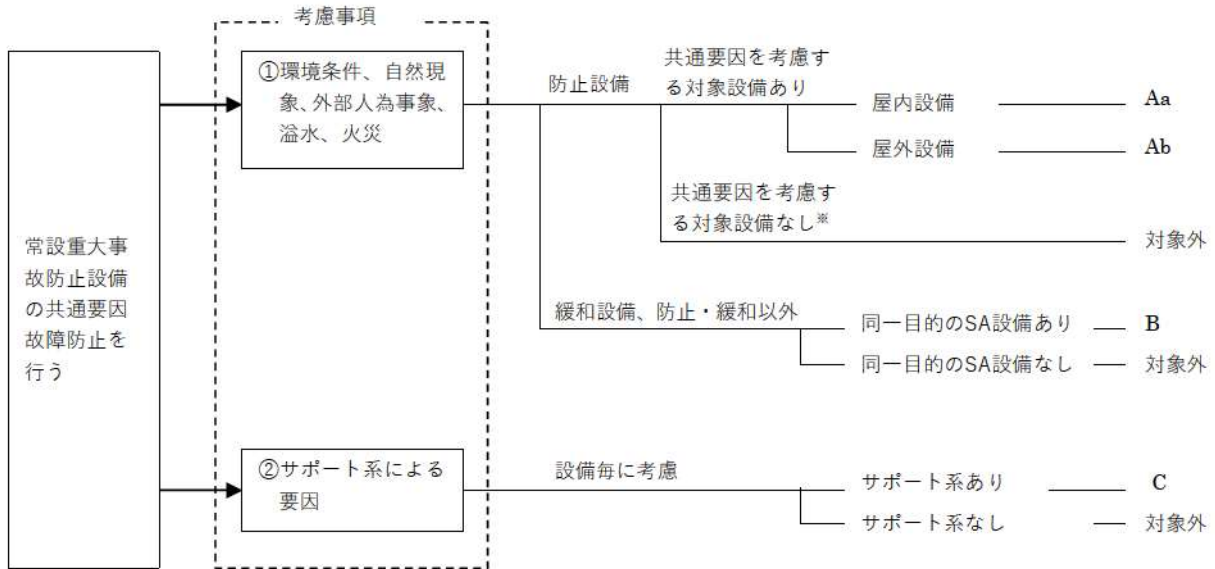 考慮事項
常設重大事
故防止設備
の共通要因
故障防止を
行う
①環境条件、自然現
象、外部人為事象、
溢水、火災
防止設備
共通要因を考慮す
る対象設備あり
屋内設備
Aa
屋外設備
Ab
共通要因を考慮す
る対象設備なし※
対象外
緩和設備、防止・緩和以外
同一目的のSA設備あり
B
同一目的のSA設備なし
対象外
②サポート系による
要因
設備毎に考慮
サポート系あり
C
サポート系なし
対象外